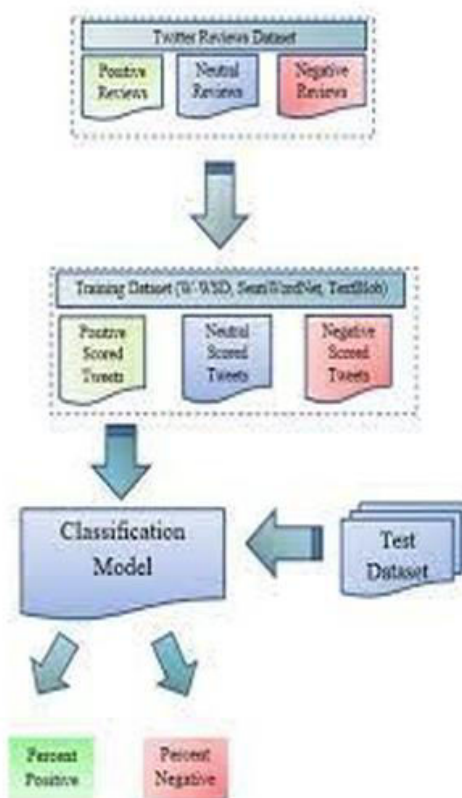 Twitter Reviews Dataset
Positive Neutral Negative
Reviews Reviews Reviews
Training Dataset (W-WSD, SentiWordNet, TextBlob)
Positive Neutral Negative
Scored Scored Scored
Tweets Tweets Tweets
Classification
Model
Test
Dataset
Percent Percent
Positive Negative